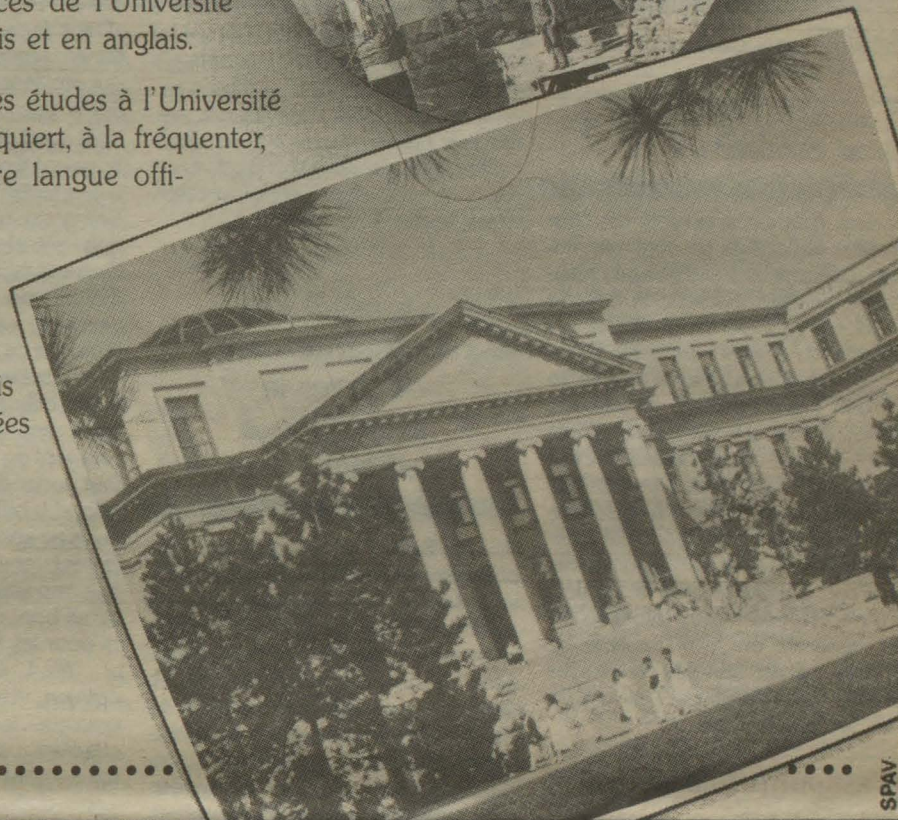 ces de l'Université
is et en anglais.
es études à l'Université
quiert, à la fréquenter,
re langue offi-
is
ées
SPAV